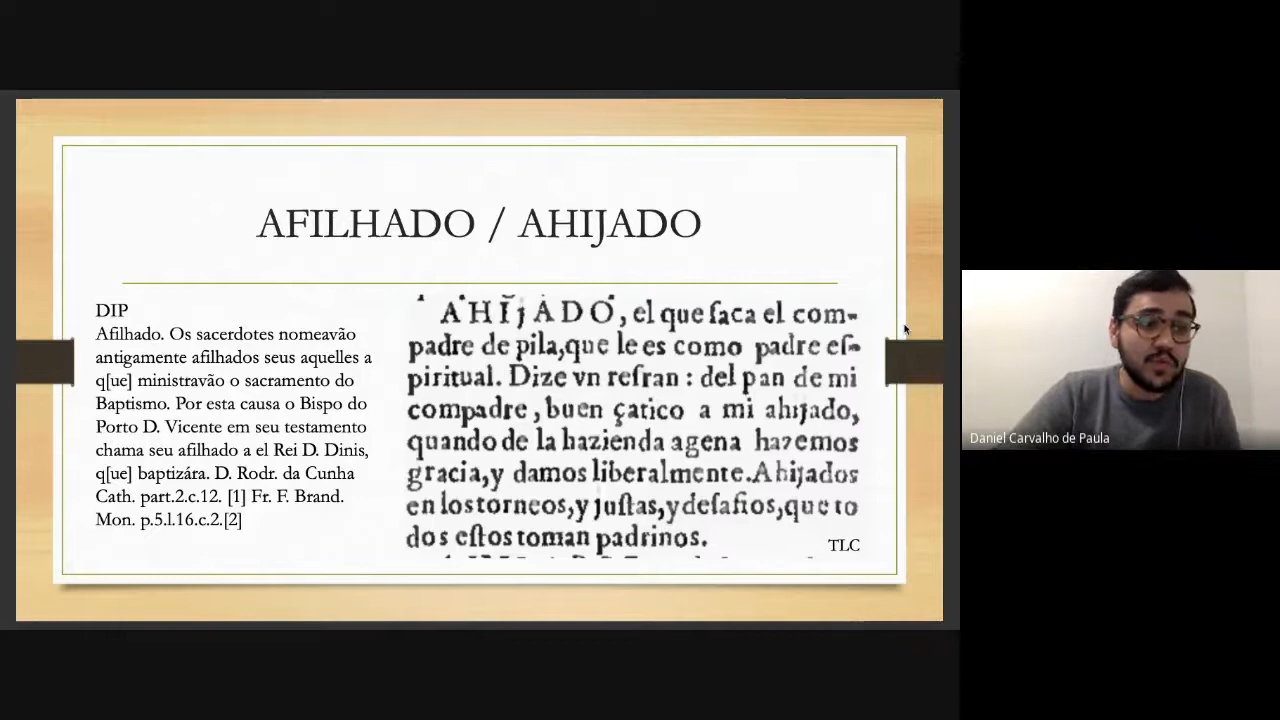 AFILHADO / AHIJADO
DIP
Afilhado. Os sacerdotes nomeavão
antigamente afilhados seus aquelles a
q[ue] ministravão o sacramento do
Baptismo. Por esta causa o Bispo do
Porto D. Vicente em seu testamento
chama seu afilhado a el Rei D. Dinis,
q[ue] baptizára. D. Rodr. da Cunha
Cath. part.2.c.12. [1] Fr. F. Brand.
Mon. p.5.l.16.c.2.[2]
AHIJADO, el que ſaca el com-
padre de pila,que le es como padre eſ-
piritual. Dize vn refran : del pan de mi
compadre, buen çatico a mi ahijado,
quando de la hazienda agena hazemos
gracia,y damos liberalmente. Ahijados
en los torneos,y juſtas,y deſafios,que to
dos eſtos toman padrinos.
TLC
Daniel Carvalho de Paula